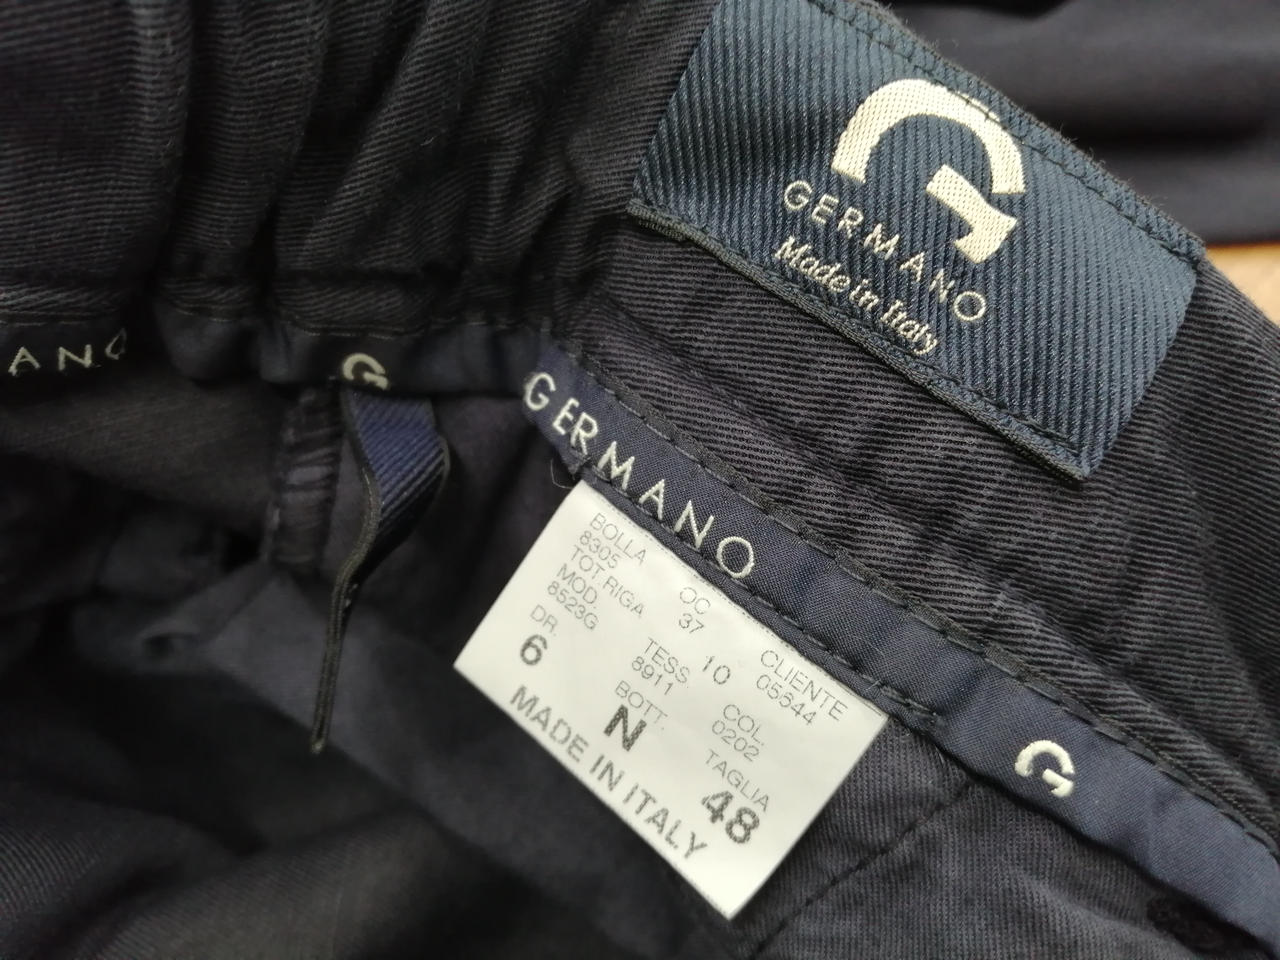 G
GERMANO
Made in Italy
ANO
G
GERMANO
G
BOLLA OC CLIENTE
8305 37 05644
TOT.RIGA 10
MOD. TESS. COL.
8523G 8911 0202
DR. BOTT. TAGLIA
6 N 48
MADE IN ITALY